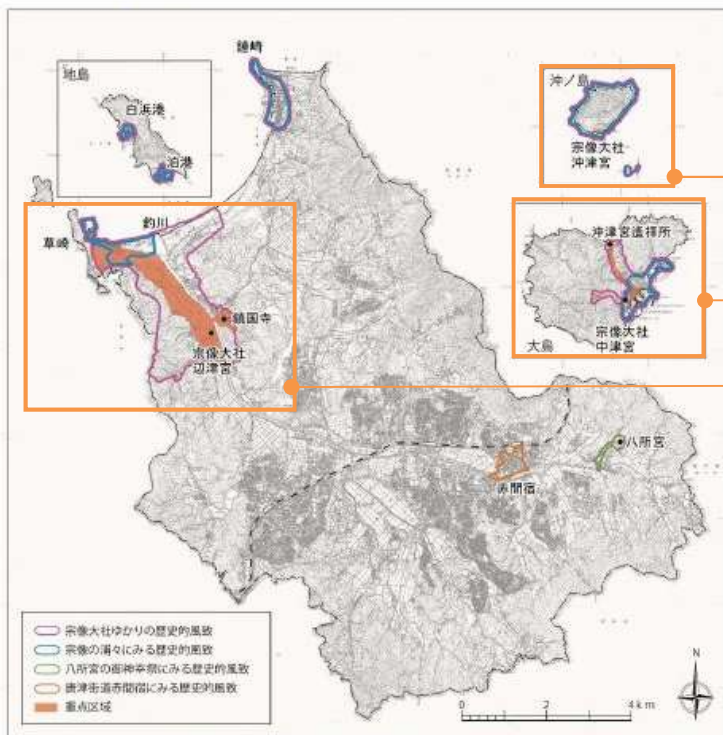 鐘崎
地島
白浜港
泊港
沖ノ島
宗像大社
沖津宮
沖津宮遙拝所
宗像大社
中津宮
大島
釣川
草崎
鎮国寺
宗像大社
辺津宮
八所宮
赤間宿
宗像大社ゆかりの歴史的風致
宗像の浦々にみる歴史的風致
八所宮の御神幸祭にみる歴史的風致
唐津街道赤間宿にみる歴史的風致
重点区域
N
0 2 4km